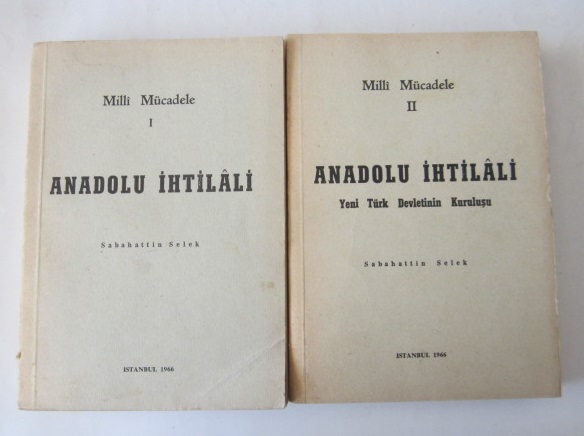 Milli Mücadele
I
ANADOLU İHTİLÂLİ
Sabahattin Selek
ISTANBUL 1966
Milli Mücadele
II
ANADOLU İHTİLÂLİ
Yeni Türk Devletinin Kuruluşu
Sabahattin Selek
ISTANBUL 1966